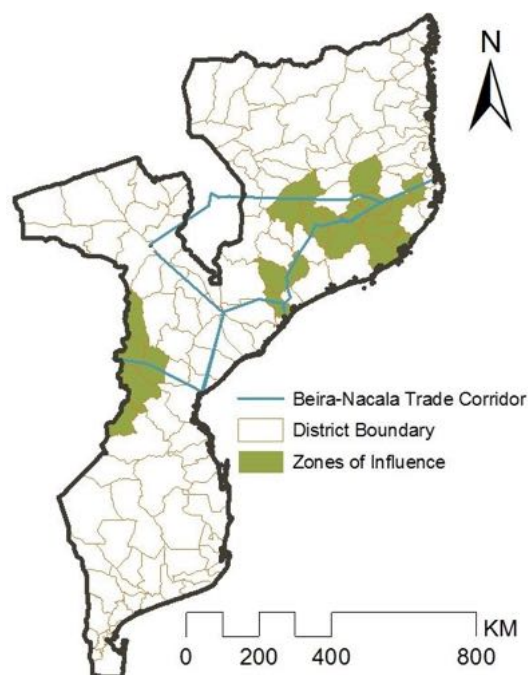 N
Beira-Nacala Trade Corridor
District Boundary
Zones of Influence
KM
0 200 400 800